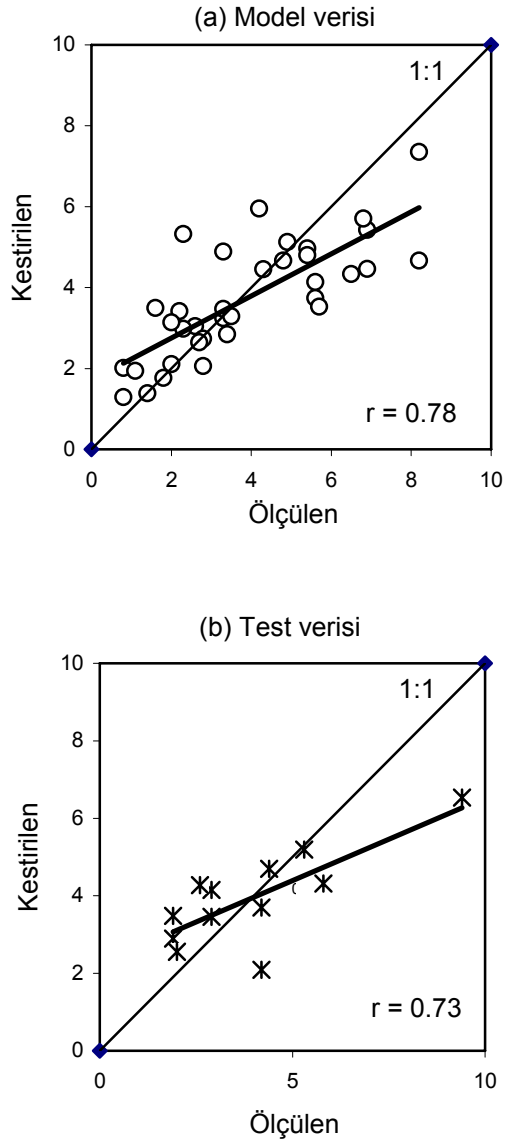 (a) Model verisi
10
8
6
4
2
0
Kestirilen
1:1
r = 0.78
0 2 4 6 8 10
Ölçülen
(b) Test verisi
10
8
6
4
2
0
Kestirilen
1:1
r = 0.73
0 5 10
Ölçülen